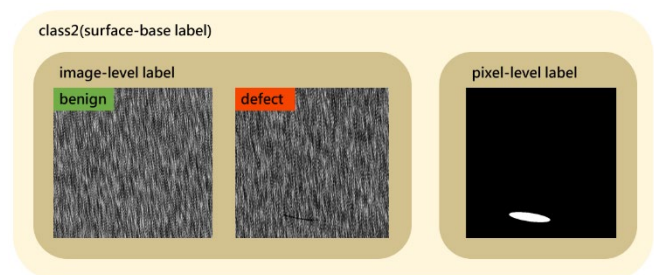 class2(surface-base label)
image-level label
pixel-level label
benign
defect